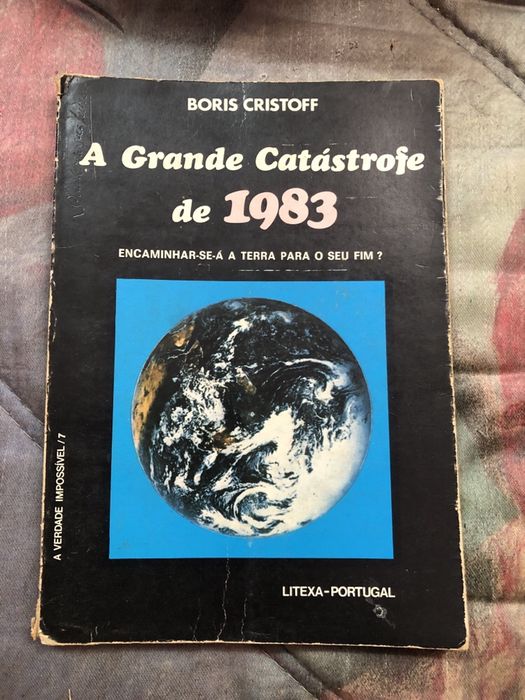 BORIS CRISTOFF
A Grande Catástrofe
de 1983
ENCAMINHAR-SE-Á A TERRA PARA O SEU FIM ?
A VERDADE IMPOSSÍVEL/7
LITEXA-PORTUGAL